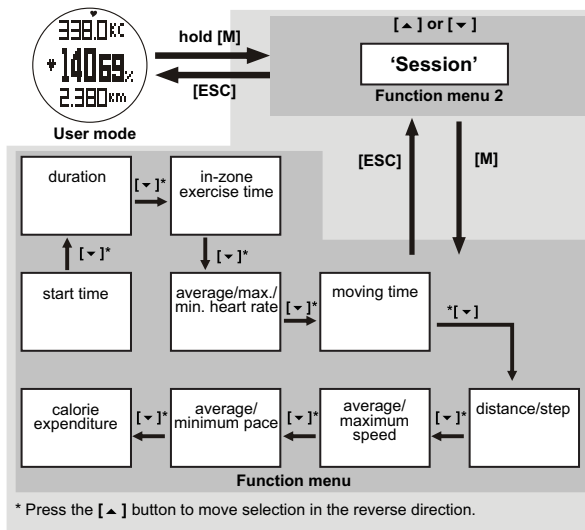 338.0KC
14069%
2.380KM
User mode
hold [M]
[ESC]
[▲] or [▼]
'Session'
Function menu 2
[ESC]
[M]
duration
[▼]*
in-zone
exercise time
[▼]*
[▼]*
start time
average/max./
min. heart rate
[▼]*
moving time
*[▼]
calorie
expenditure
[▼]*
average/
minimum pace
[▼]*
average/
maximum
speed
[▼]*
distance/step
Function menu
* Press the [▲] button to move selection in the reverse direction.